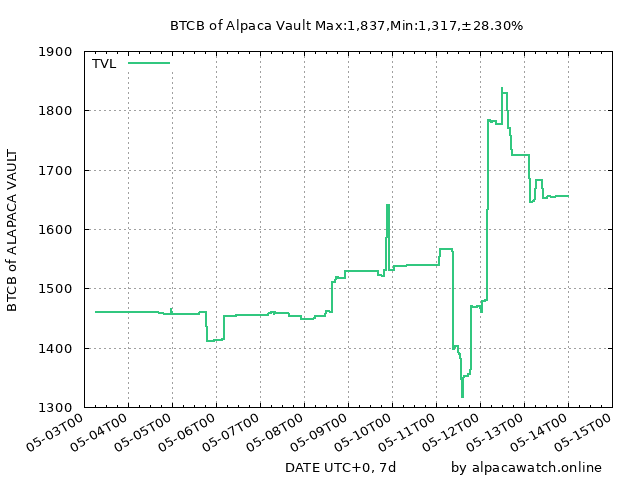 BTCB of Alpaca Vault Max:1,837,Min:1,317,±28.30%
TVL
BTCB of ALAPACA VAULT
1900
1800
1700
1600
1500
1400
1300
05-03T00
05-04T00
05-05T00
05-06T00
05-07T00
05-08T00
05-09T00
05-10T00
05-11T00
05-12T00
05-13T00
05-14T00
05-15T00
DATE UTC+0, 7d
by alpacawatch.online